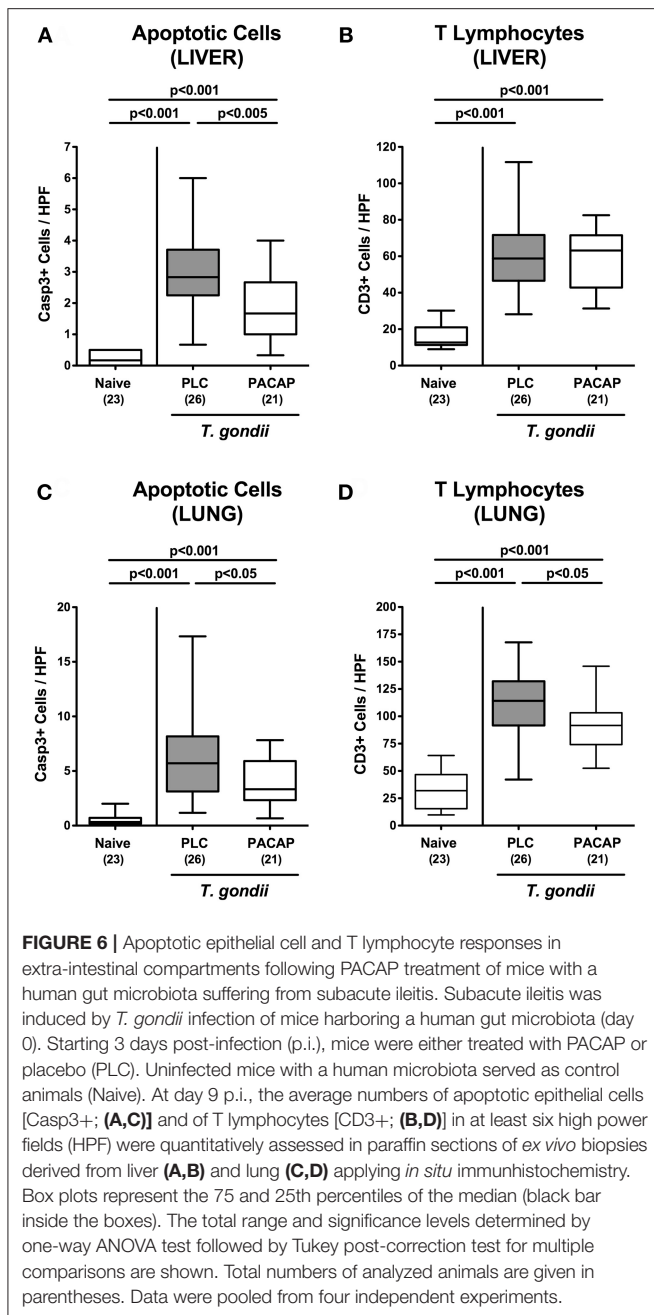 A Apoptotic Cells
(LIVER)
p<0.001
p<0.001 p<0.005
Casp3+ Cells / HPF
7
6
5
4
3
2
1
0
Naive PLC PACAP
(23) (26) (21)
T. gondii
B T Lymphocytes
(LIVER)
p<0.001
p<0.001
CD3+ Cells / HPF
120
100
80
60
40
20
0
Naive PLC PACAP
(23) (26) (21)
T. gondii
C Apoptotic Cells
(LUNG)
p<0.001
p<0.001 p<0.05
Casp3+ Cells / HPF
20
15
10
5
0
Naive PLC PACAP
(23) (26) (21)
T. gondii
D T Lymphocytes
(LUNG)
p<0.001
p<0.001 p<0.05
CD3+ Cells / HPF
200
175
150
125
100
75
50
25
0
Naive PLC PACAP
(23) (26) (21)
T. gondii
FIGURE 6 | Apoptotic epithelial cell and T lymphocyte responses in
extra-intestinal compartments following PACAP treatment of mice with a
human gut microbiota suffering from subacute ileitis. Subacute ileitis was
induced by T. gondii infection of mice harboring a human gut microbiota (day
0). Starting 3 days post-infection (p.i.), mice were either treated with PACAP or
placebo (PLC). Uninfected mice with a human microbiota served as control
animals (Naive). At day 9 p.i., the average numbers of apoptotic epithelial cells
[Casp3+; (A,C)] and of T lymphocytes [CD3+; (B,D)] in at least six high power
fields (HPF) were quantitatively assessed in paraffin sections of ex vivo biopsies
derived from liver (A,B) and lung (C,D) applying in situ immunhistochemistry.
Box plots represent the 75 and 25th percentiles of the median (black bar
inside the boxes). The total range and significance levels determined by
one-way ANOVA test followed by Tukey post-correction test for multiple
comparisons are shown. Total numbers of analyzed animals are given in
parentheses. Data were pooled from four independent experiments.